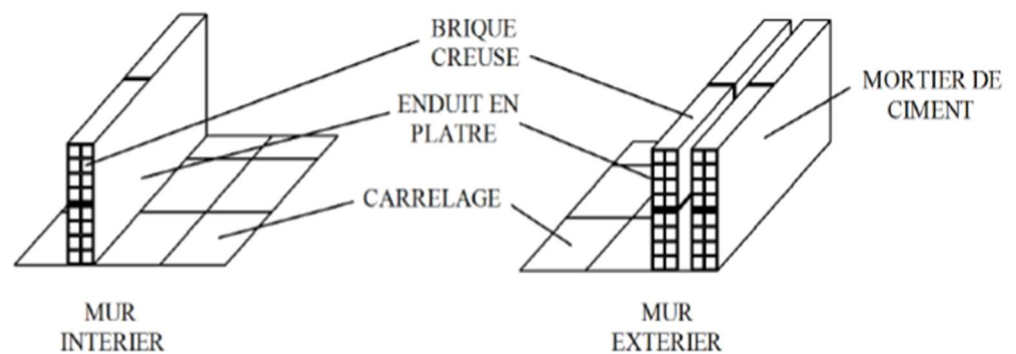 BRIQUE
CREUSE
MORTIER DE
CIMENT
ENDUIT EN
PLATRE
CARRELAGE
MUR
INTERIER
MUR
EXTERIER